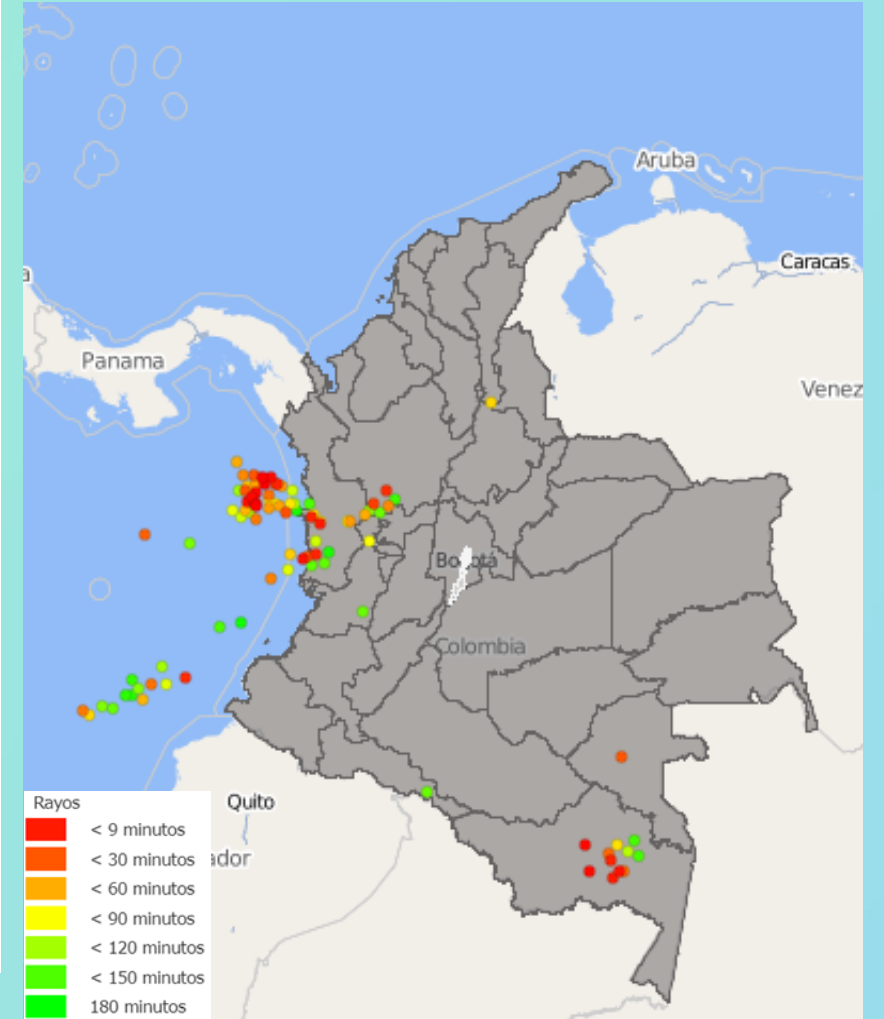 Aruba
Caracas
a
Panama
Venez
Bogotá
Colombia
Quito
ador
Rayos
< 9 minutos
< 30 minutos
< 60 minutos
< 90 minutos
< 120 minutos
< 150 minutos
180 minutos